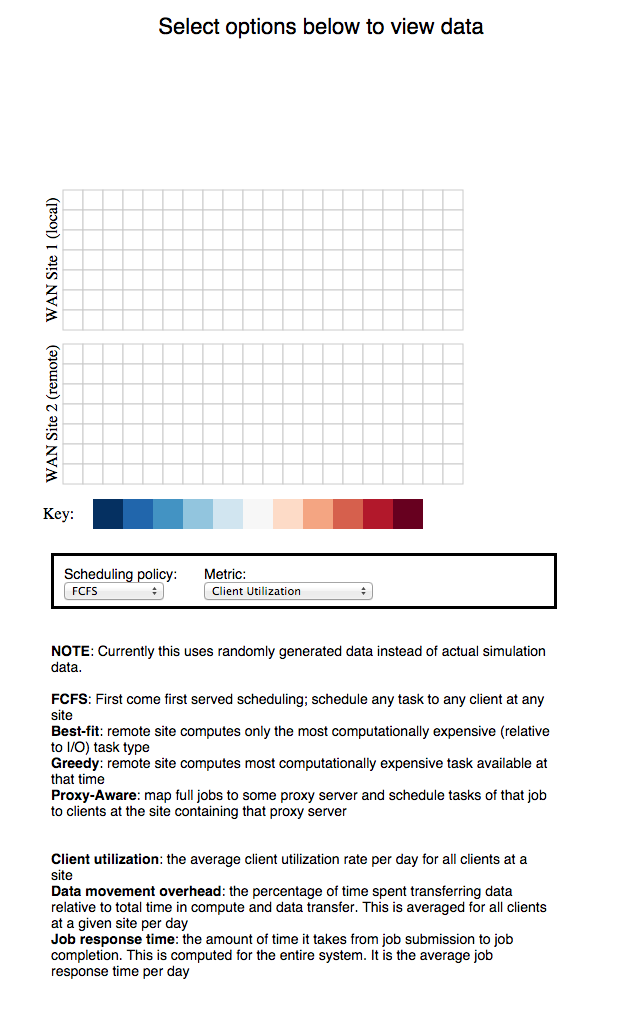 Select options below to view data
WAN Site 1 (local)
WAN Site 2 (remote)
Key:
Scheduling policy: Metric:
FCFS Client Utilization
NOTE: Currently this uses randomly generated data instead of actual simulation
data.
FCFS: First come first served scheduling; schedule any task to any client at any
site
Best-fit: remote site computes only the most computationally expensive (relative
to I/O) task type
Greedy: remote site computes most computationally expensive task available at
that time
Proxy-Aware: map full jobs to some proxy server and schedule tasks of that job
to clients at the site containing that proxy server
Client utilization: the average client utilization rate per day for all clients at a
site
Data movement overhead: the percentage of time spent transferring data
relative to total time in compute and data transfer. This is averaged for all clients
at a given site per day
Job response time: the amount of time it takes from job submission to job
completion. This is computed for the entire system. It is the average job
response time per day